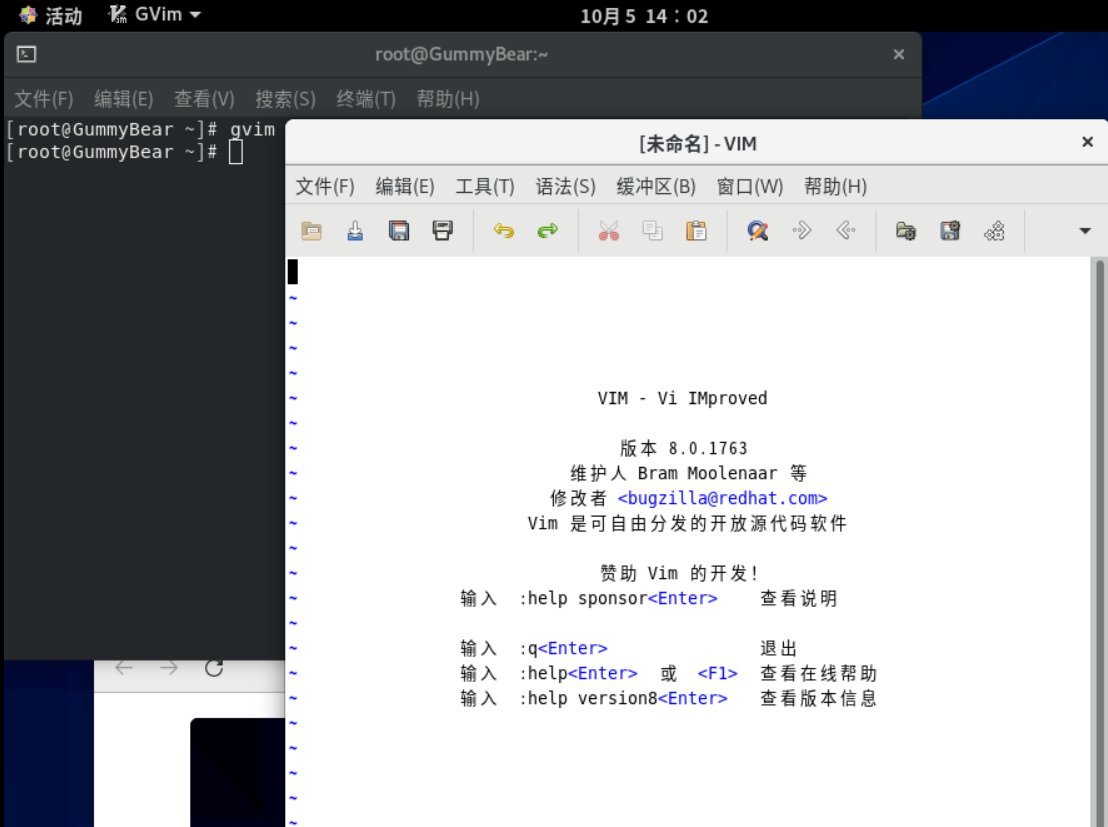 活动 GVim 10月 5 14：02
root@GummyBear:~
文件(F) 编辑(E) 查看(V) 搜索(S) 终端(T) 帮助(H)
[root@GummyBear ~]# gvim
[root@GummyBear ~]#
[未命名] - VIM
文件(F) 编辑(E) 工具(T) 语法(S) 缓冲区(B) 窗口(W) 帮助(H)
~
~
~
~
~ VIM - Vi IMproved
~
~ 版本 8.0.1763
~ 维护人 Bram Moolenaar 等
~ 修改者 <bugzilla@redhat.com>
~ Vim 是可自由分发的开放源代码软件
~
~ 赞助 Vim 的开发！
~ 输入 :help sponsor<Enter> 查看说明
~
~ 输入 :q<Enter> 退出
~ 输入 :help<Enter> 或 <F1> 查看在线帮助
~ 输入 :help version8<Enter> 查看版本信息
~
~
~
~
~